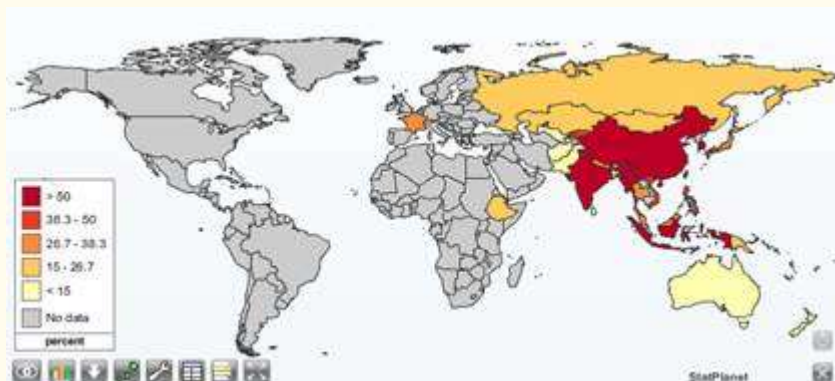 > 50
38.3 - 50
26.7 - 38.3
15 - 26.7
< 15
No data
percent
StatPlanet